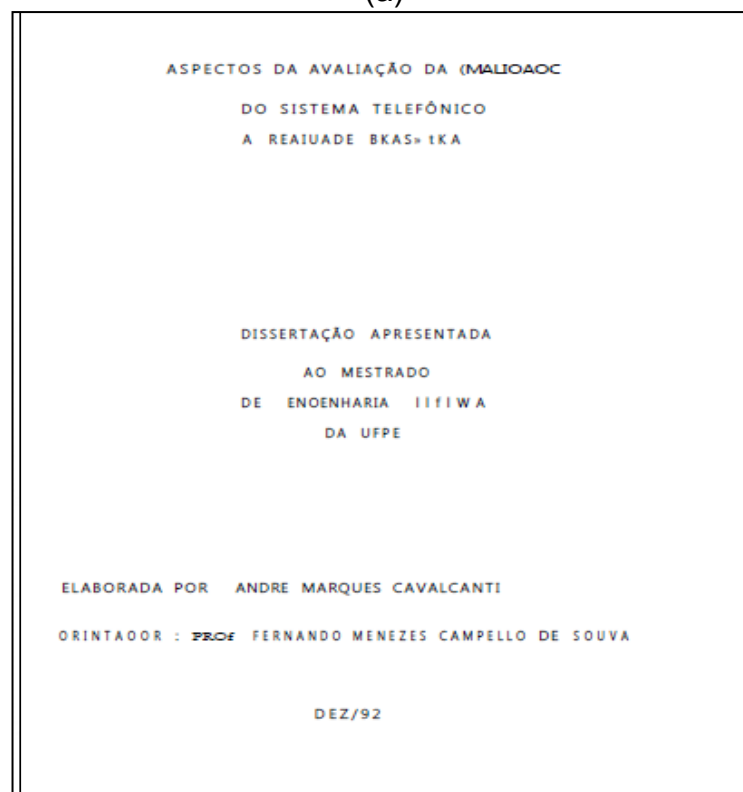 (a)
ASPECTOS DA AVALIAÇÃO DA (MALIOAOC
DO SISTEMA TELEFÔNICO
A REAIUADE BKAS» tKA
DISSERTAÇÃO APRESENTADA
AO MESTRADO
DE ENOENHARIA IIfIWA
DA UFPE
ELABORADA POR ANDRE MARQUES CAVALCANTI
ORINTAOOR : PROf FERNANDO MENEZES CAMPELLO DE SOUVA
DEZ/92